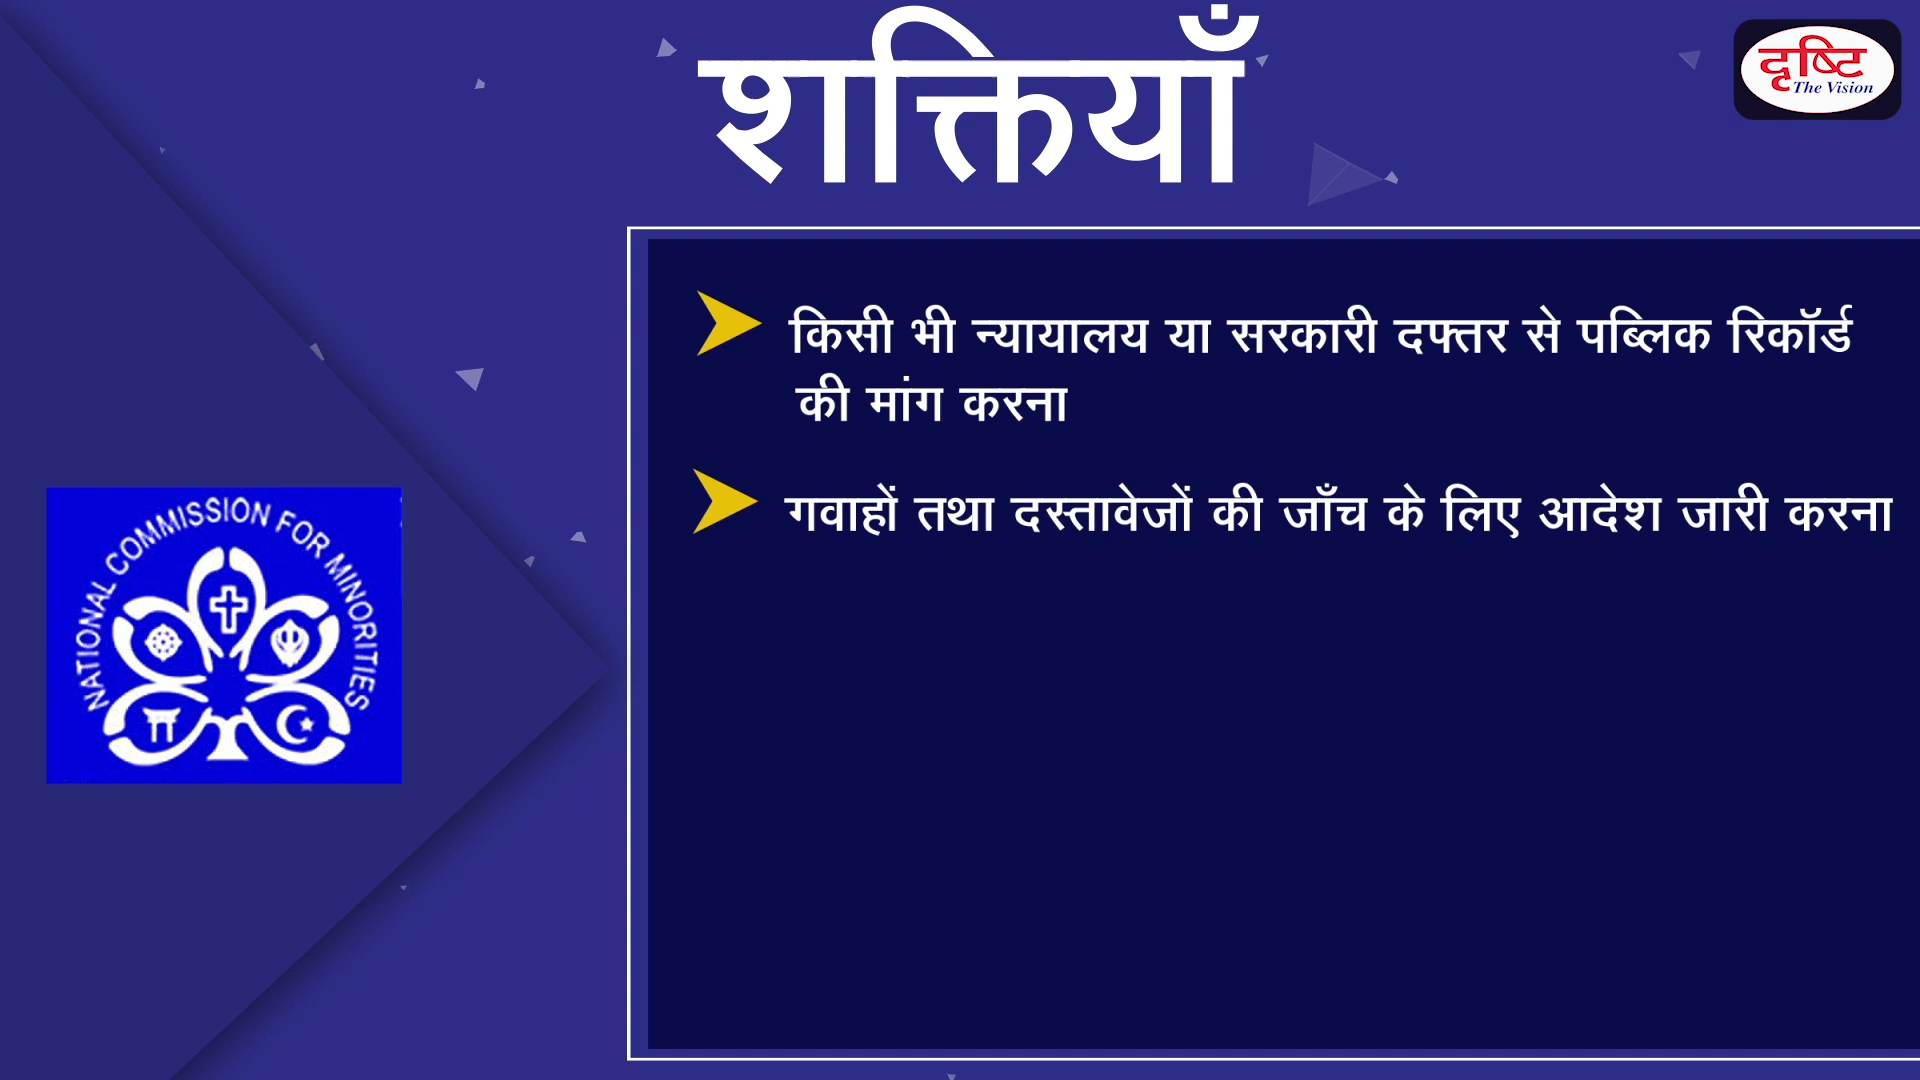 शक्तियाँ
दृष्टि
The Vision
किसी भी न्यायालय या सरकारी दफ्तर से पब्लिक रिकॉर्ड
की मांग करना
गवाहों तथा दस्तावेजों की जाँच के लिए आदेश जारी करना
NATIONAL COMMISSION FOR MINORITIES